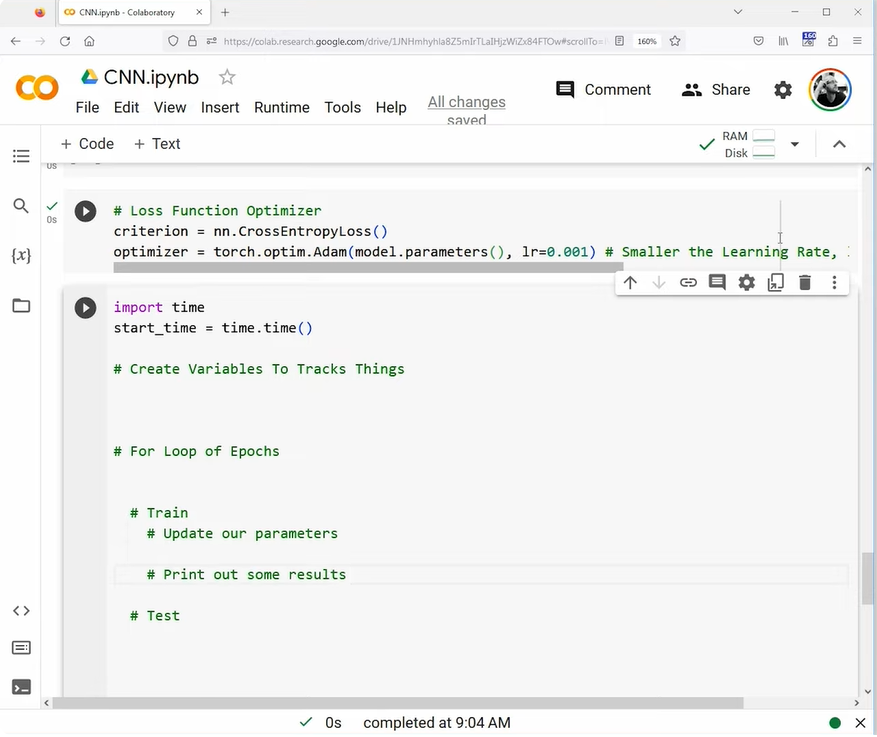 CNN.ipynb - Colaboratory
https://colab.research.google.com/drive/1JNHmhyhla8Z5mIrTLaIHjzWiZx84FTOw#scrollTo=
160%
160
CNN.ipynb
Comment
Share
File Edit View Insert Runtime Tools Help
All changes saved
+ Code + Text
RAM
Disk
0s
0s
# Loss Function Optimizer
criterion = nn.CrossEntropyLoss()
optimizer = torch.optim.Adam(model.parameters(), lr=0.001) # Smaller the Learning Rate,
import time
start_time = time.time()
# Create Variables To Tracks Things
# For Loop of Epochs
# Train
# Update our parameters
# Print out some results
# Test
{x}
0s completed at 9:04 AM